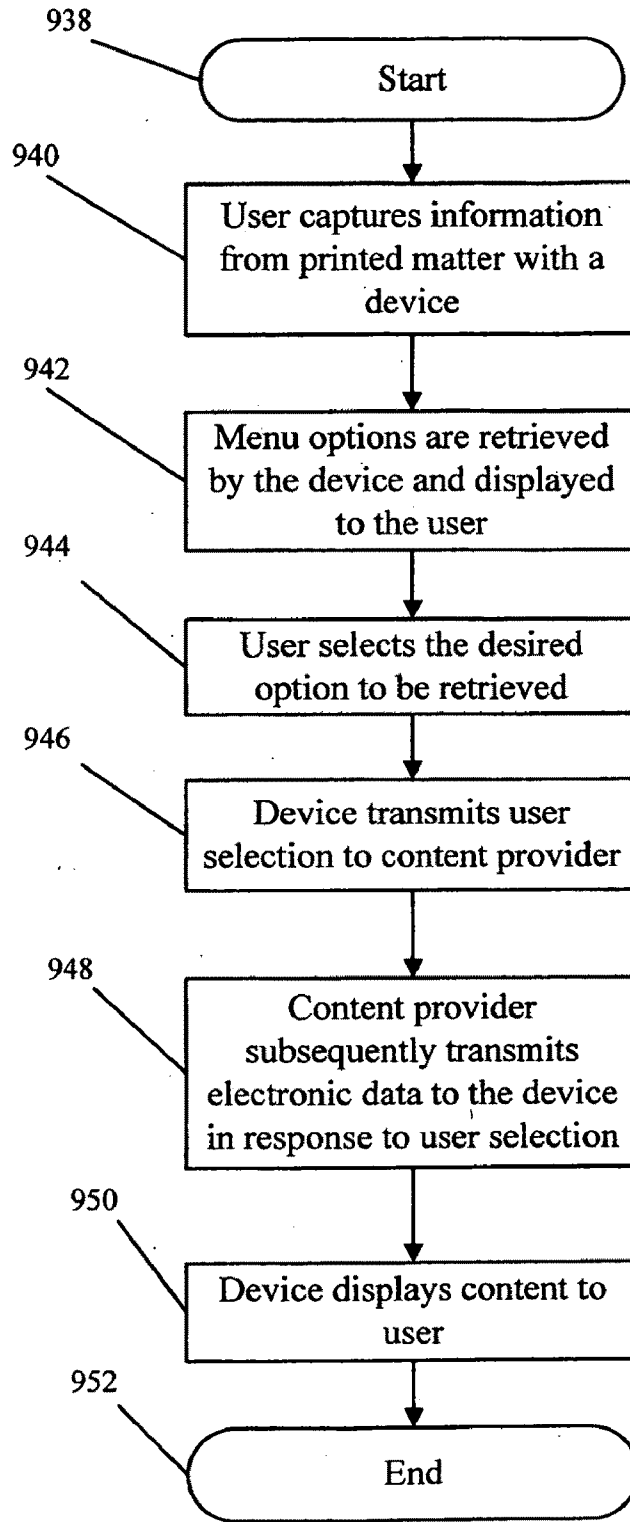 938
Start
940
User captures information
from printed matter with a
device
942
Menu options are retrieved
by the device and displayed
to the user
944
User selects the desired
option to be retrieved
946
Device transmits user
selection to content provider
948
Content provider
subsequently transmits
electronic data to the device
in response to user selection
950
Device displays content to
user
952
End